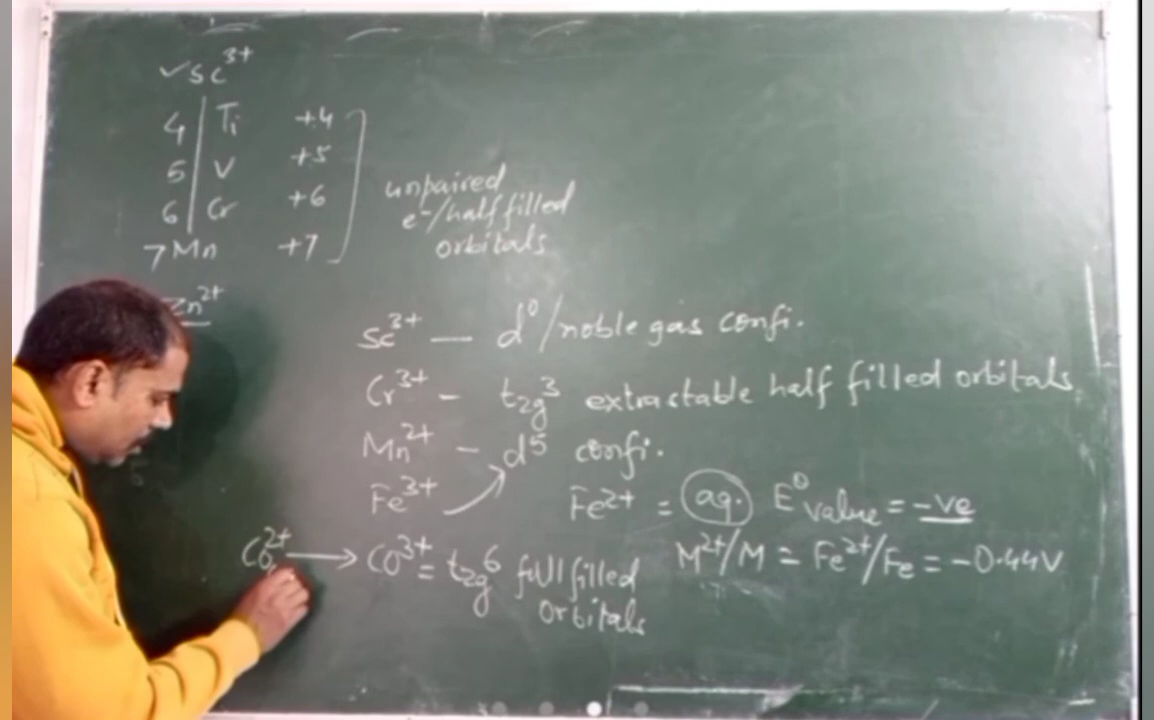 ✓Sc³⁺
4 | Ti +4
5 | V +5
6 | Cr +6
7 Mn +7
unpaired
e⁻/half filled
orbitals
Zn²⁺
Sc³⁺ — d⁰/noble gas confi.
Cr³⁺ - t₂g³ extrastable half filled orbitals
Mn²⁺ - d⁵ confi.
Fe³⁺
Fe²⁺ = aq. E⁰ value = -ve
Co²⁺ → CO³⁺ = t₂g⁶ full filled
orbitals
M²⁺/M = Fe²⁺/Fe = -0.44V